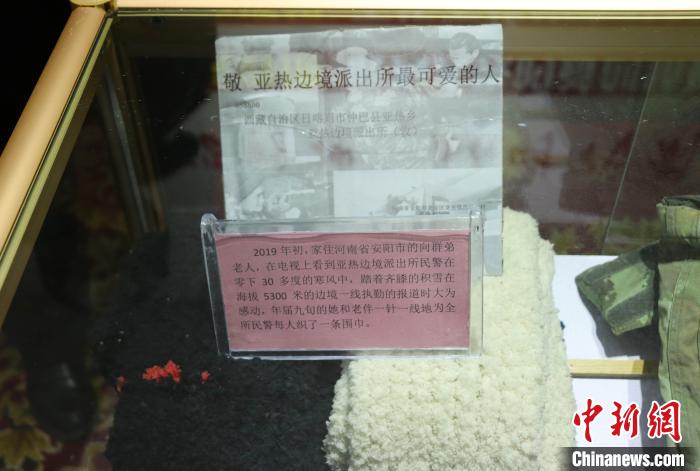 敬 亚热边境派出所最可爱的人
858600
西藏自治区日喀则市仲巴县亚热乡
亚热边境派出所（收）
2019 年初，家住河南省安阳市的向群弟
老人，在电视上看到亚热边境派出所民警在
零下 30 多度的寒风中，踏着齐膝的积雪在
海拔 5300 米的边境一线执勤的报道时大为
感动，年届九旬的她和老伴一针一线地为全
所民警每人织了一条围巾。
中新网
Chinanews.com